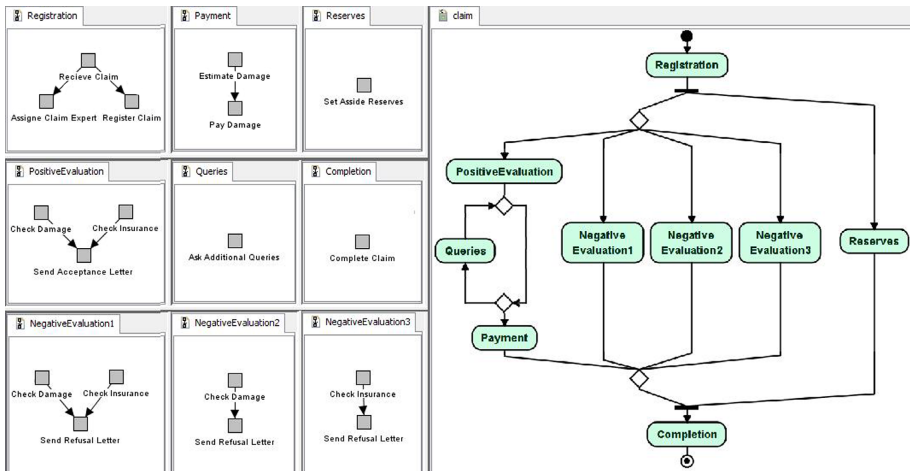 Registration
Recieve Claim
Assigne Claim Expert
Register Claim
Payment
Estimate Damage
Pay Damage
Reserves
Set Asside Reserves
PositiveEvaluation
Check Damage
Check Insurance
Send Acceptance Letter
Queries
Ask Additional Queries
Completion
Complete Claim
NegativeEvaluation1
Check Damage
Check Insurance
Send Refusal Letter
NegativeEvaluation2
Check Damage
Send Refusal Letter
NegativeEvaluation3
Check Insurance
Send Refusal Letter
claim
Registration
PositiveEvaluation
Queries
Payment
Negative
Evaluation1
Negative
Evaluation2
Negative
Evaluation3
Reserves
Completion